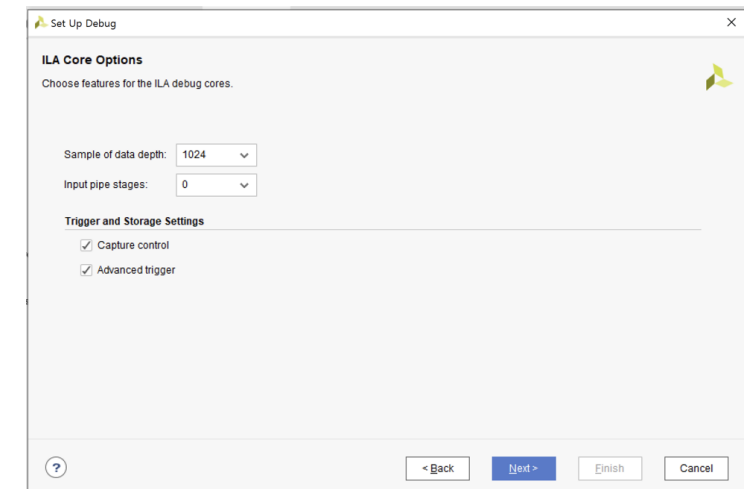 Set Up Debug
ILA Core Options
Choose features for the ILA debug cores.
Sample of data depth: 1024
Input pipe stages: 0
Trigger and Storage Settings
Capture control
Advanced trigger
? < Back Next > Finish Cancel